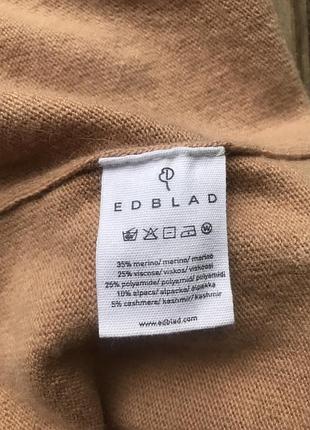 EDBLAD
35% merino/ merino/ merino
25% viscose/ viskos/ viskoosi
25% polyamide/ polyamid/ polyamidi
10% alpaca/ alpacka/ alpakka
5% cashmere/ kashmir/ kashmir
www.edblad.com